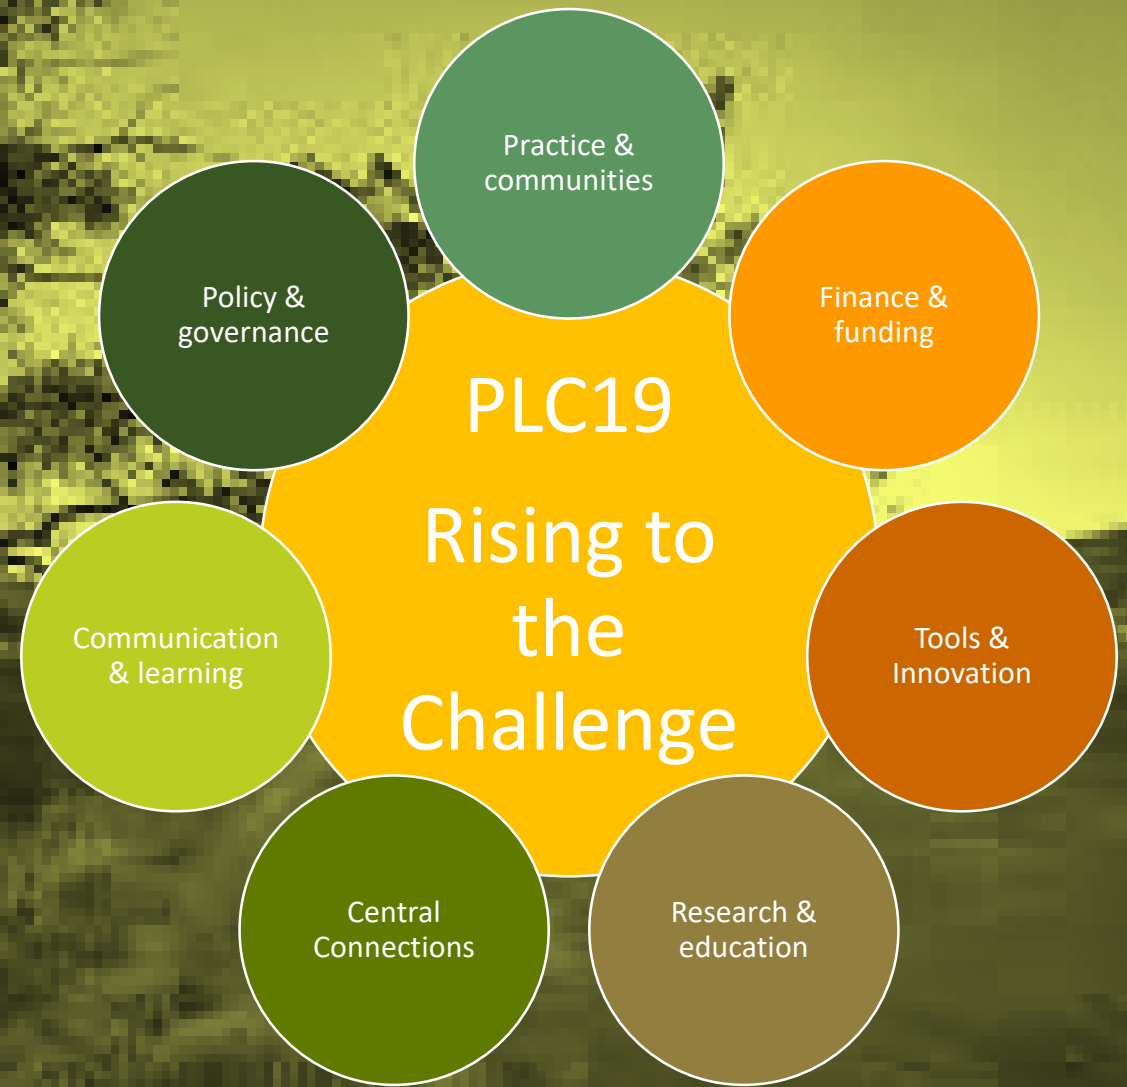 Practice &
communities
Finance &
funding
Tools &
Innovation
Research &
education
Central
Connections
Communication
& learning
Policy &
governance
PLC19
Rising to
the
Challenge